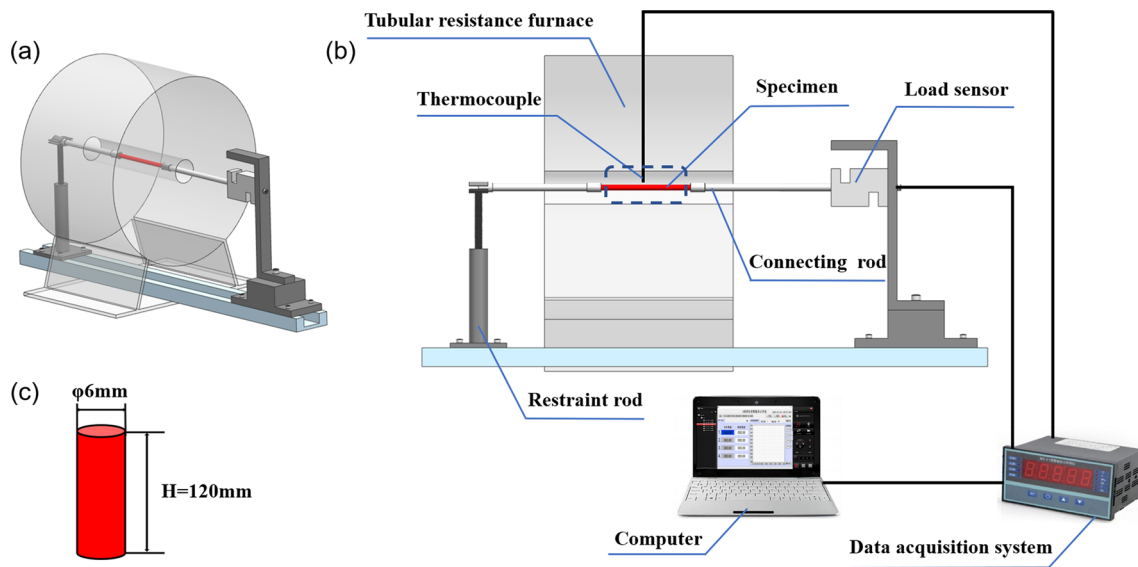 Tubular resistance furnace
(a)
(b)
Thermocouple
Specimen
Load sensor
Connecting rod
Restraint rod
(c)
φ6mm
H=120mm
Computer
Data acquisition system